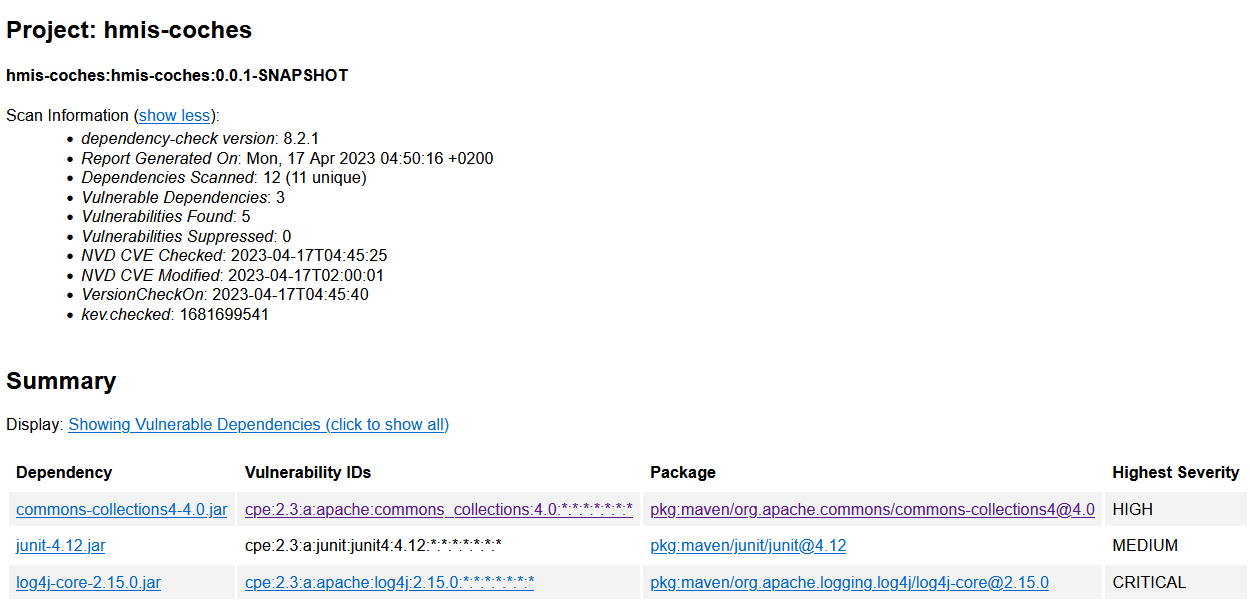 Project: hmis-coches
hmis-coches:hmis-coches:0.0.1-SNAPSHOT
Scan Information (show less):
• dependency-check version: 8.2.1
• Report Generated On: Mon, 17 Apr 2023 04:50:16 +0200
• Dependencies Scanned: 12 (11 unique)
• Vulnerable Dependencies: 3
• Vulnerabilities Found: 5
• Vulnerabilities Suppressed: 0
• NVD CVE Checked: 2023-04-17T04:45:25
• NVD CVE Modified: 2023-04-17T02:00:01
• VersionCheckOn: 2023-04-17T04:45:40
• kev.checked: 1681699541
Summary
Display: Showing Vulnerable Dependencies (click to show all)
Dependency Vulnerability IDs Package Highest Severity
commons-collections4-4.0.jar cpe:2.3:a:apache:commons_collections:4.0:*:*:*:*:*:*:* pkg:maven/org.apache.commons/commons-collections4@4.0 HIGH
junit-4.12.jar cpe:2.3:a:junit:junit4:4.12:*:*:*:*:*:*:* pkg:maven/junit/junit@4.12 MEDIUM
log4j-core-2.15.0.jar cpe:2.3:a:apache:log4j:2.15.0:*:*:*:*:*:*:* pkg:maven/org.apache.logging.log4j/log4j-core@2.15.0 CRITICAL